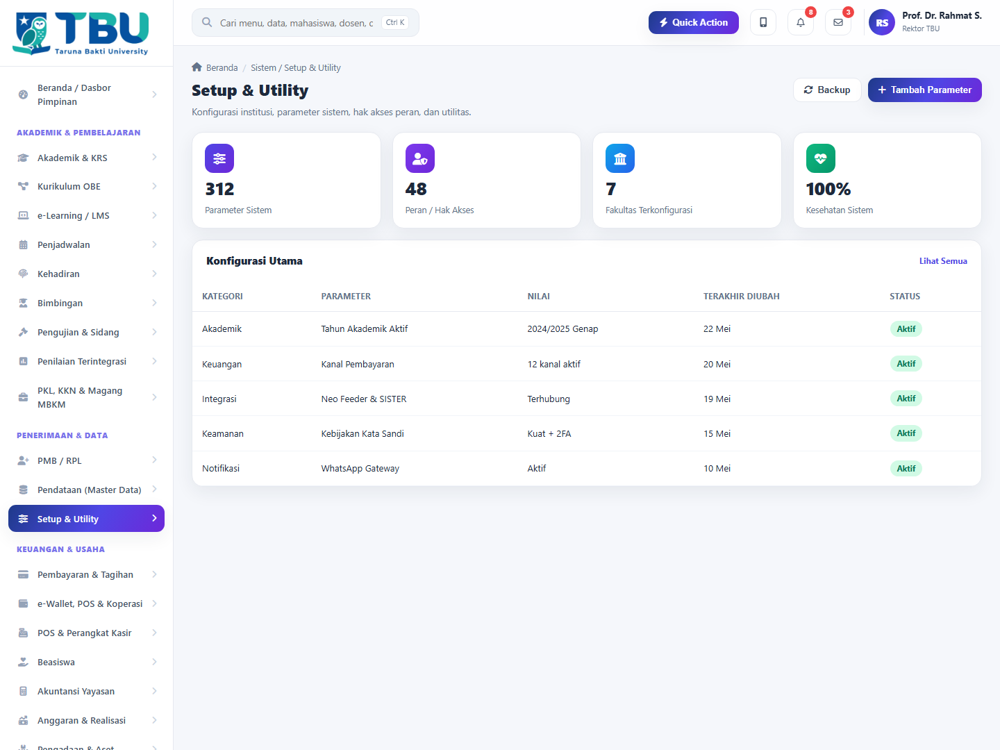 TBU
Taruna Bakti University
Beranda / Dasbor
Pimpinan
AKADEMIK & PEMBELAJARAN
Akademik & KRS
Kurikulum OBE
e-Learning / LMS
Penjadwalan
Kehadiran
Bimbingan
Pengujian & Sidang
Penilaian Terintegrasi
PKL, KKN & Magang
MBKM
PENERIMAAN & DATA
PMB / RPL
Pendataan (Master Data)
Setup & Utility
KEUANGAN & USAHA
Pembayaran & Tagihan
e-Wallet, POS & Koperasi
POS & Perangkat Kasir
Beasiswa
Akuntansi Yayasan
Anggaran & Realisasi
Pengadaan & Aset
Cari menu, data, mahasiswa, dosen, c Ctrl K
Quick Action
8
3
RS
Prof. Dr. Rahmat S.
Rektor TBU
Beranda / Sistem / Setup & Utility
Setup & Utility
Konfigurasi institusi, parameter sistem, hak akses peran, dan utilitas.
Backup
Tambah Parameter
312
Parameter Sistem
48
Peran / Hak Akses
7
Fakultas Terkonfigurasi
100%
Kesehatan Sistem
Konfigurasi Utama
Lihat Semua
KATEGORI PARAMETER NILAI TERAKHIR DIUBAH STATUS
Akademik Tahun Akademik Aktif 2024/2025 Genap 22 Mei Aktif
Keuangan Kanal Pembayaran 12 kanal aktif 20 Mei Aktif
Integrasi Neo Feeder & SISTER Terhubung 19 Mei Aktif
Keamanan Kebijakan Kata Sandi Kuat + 2FA 15 Mei Aktif
Notifikasi WhatsApp Gateway Aktif 10 Mei Aktif